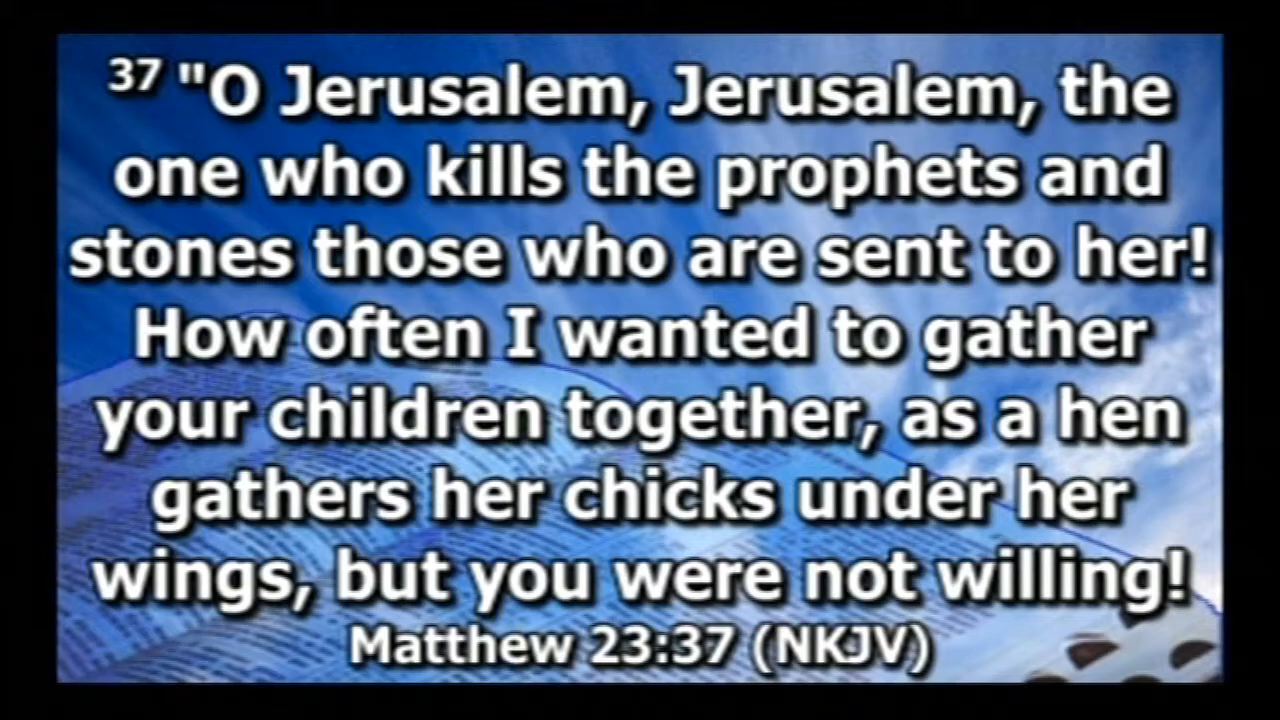 37 "O Jerusalem, Jerusalem, the
one who kills the prophets and
stones those who are sent to her!
How often I wanted to gather
your children together, as a hen
gathers her chicks under her
wings, but you were not willing!
Matthew 23:37 (NKJV)